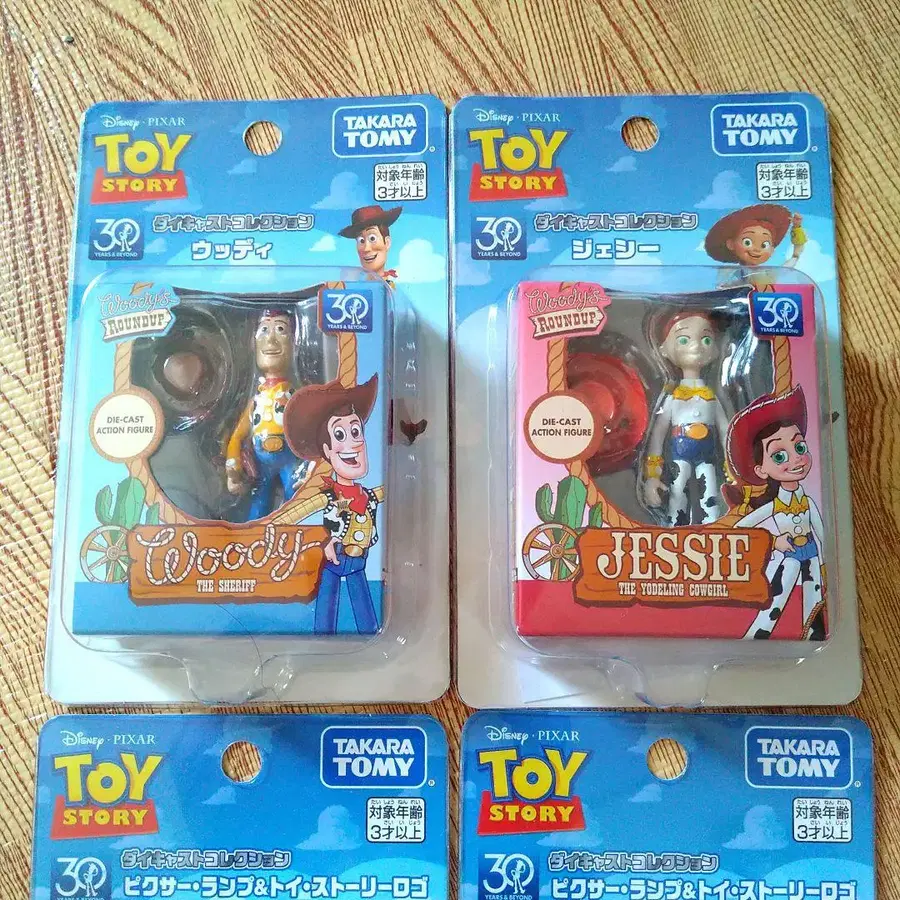 Disney · PIXAR
TOY
STORY
TAKARA
TOMY
対象年齢
3才以上
30
YEARS & BEYOND
ダイキャストコレクション
ウッディ
Woody's
ROUNDUP
30
YEARS & BEYOND
DIE-CAST
ACTION FIGURE
Woody
THE SHERIFF
Disney · PIXAR
TOY
STORY
TAKARA
TOMY
対象年齢
3才以上
30
YEARS & BEYOND
ダイキャストコレクション
ジェシー
Woody's
ROUNDUP
30
YEARS & BEYOND
DIE-CAST
ACTION FIGURE
JESSIE
THE YODELING COWGIRL
Disney · PIXAR
TOY
STORY
TAKARA
TOMY
対象年齢
3才以上
30
YEARS & BEYOND
ダイキャストコレクション
ピクサー・ランプ&トイ・ストーリーロゴ
Disney · PIXAR
TOY
STORY
TAKARA
TOMY
対象年齢
3才以上
30
YEARS & BEYOND
ダイキャストコレクション
ピクサー・ランプ&トイ・ストーリーロゴ